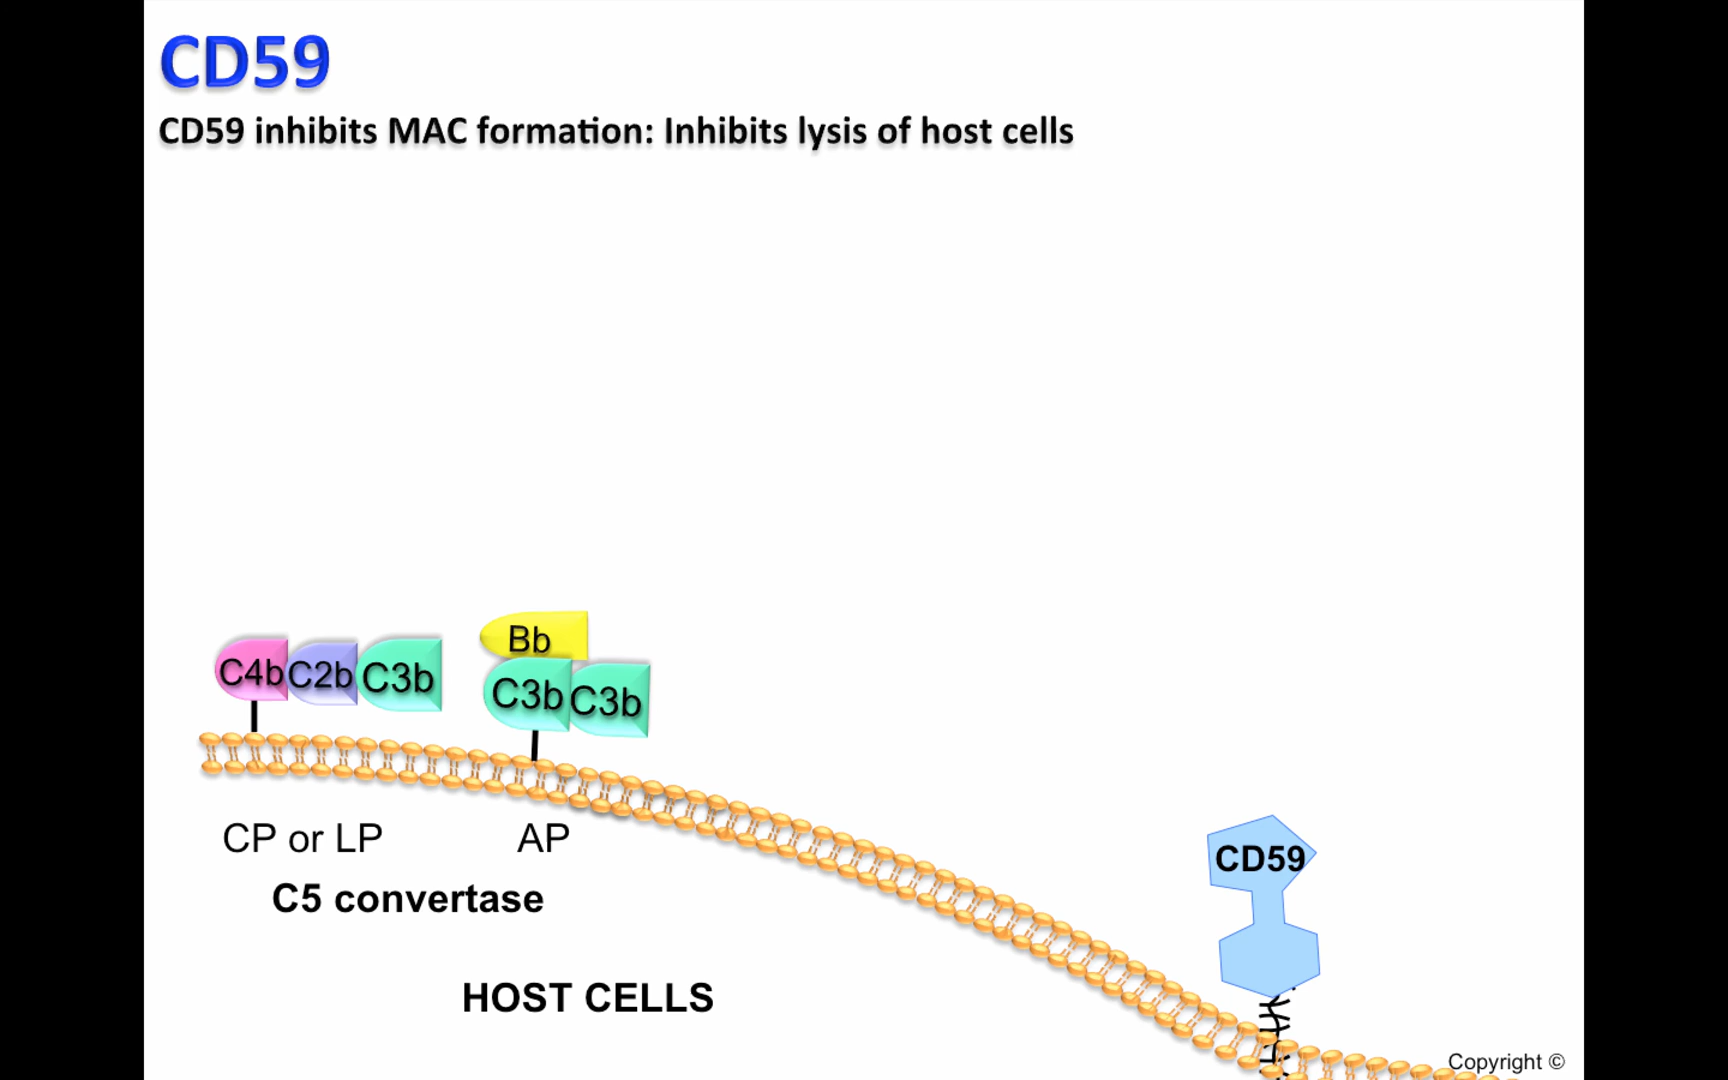 CD59
CD59 inhibits MAC formation: Inhibits lysis of host cells
Bb
C4b C2b C3b C3b C3b
CP or LP AP
CD59
C5 convertase
HOST CELLS
Copyright ©